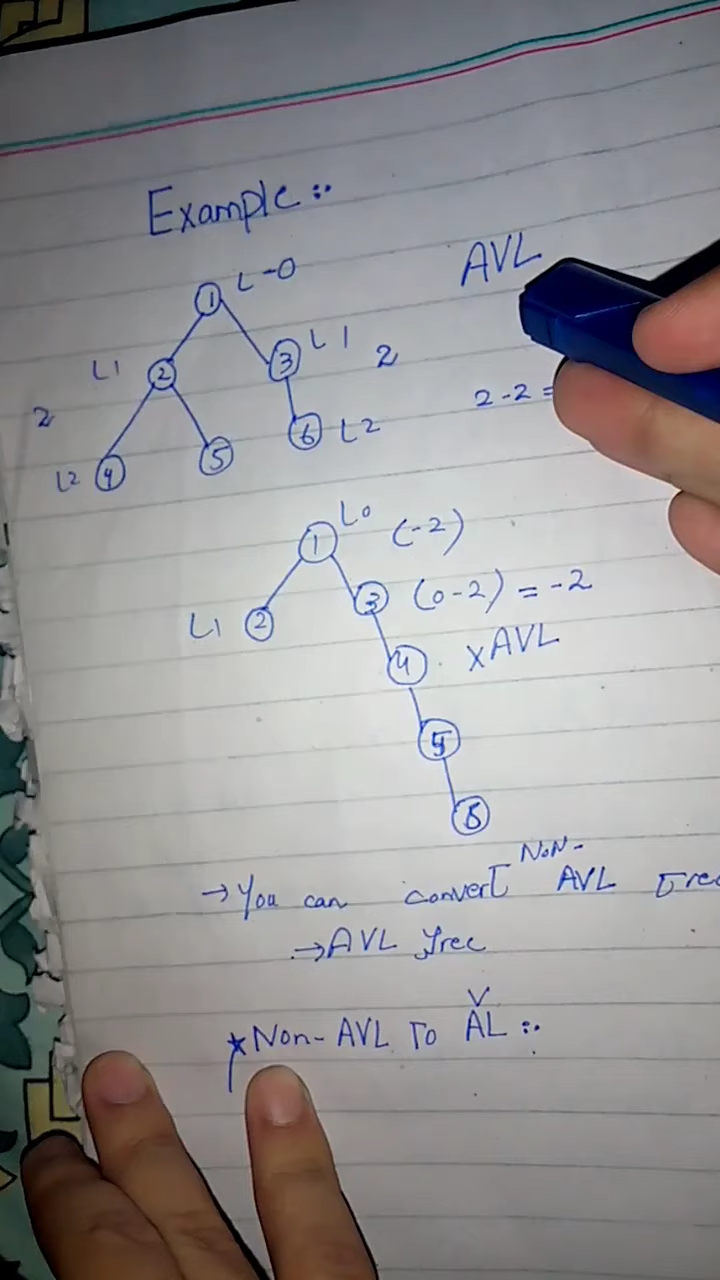 Example :.
L-0
AVL
1
L1
2
3
L1
2
2
2-2=
L2
4
5
6
L2
1
L0
(-2)
L1
2
3
(0-2) = -2
4
xAVL
5
6
→ You can convert Non-AVL Tree
→ AVL Tree
*Non-AVL To AVL :.